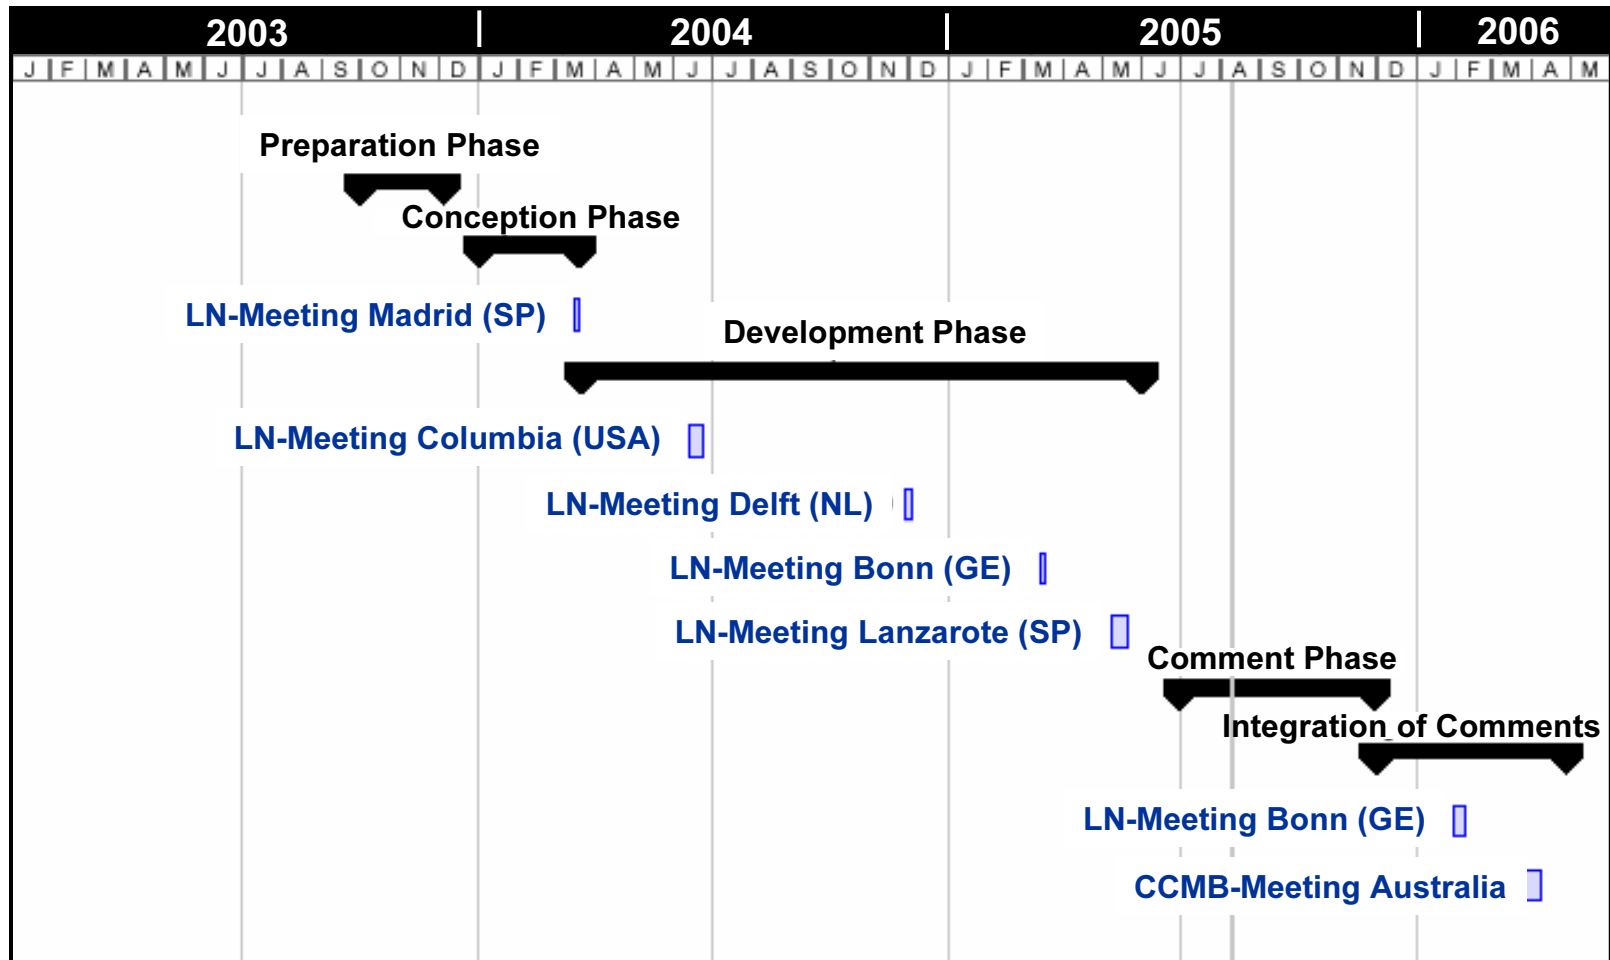 2003 2004 2005 2006
J F M A M J J A S O N D J F M A M J J A S O N D J F M A M J J A S O N D J F M A M
Preparation Phase
Conception Phase
LN-Meeting Madrid (SP)
Development Phase
LN-Meeting Columbia (USA)
LN-Meeting Delft (NL)
LN-Meeting Bonn (GE)
LN-Meeting Lanzarote (SP)
Comment Phase
Integration of Comments
LN-Meeting Bonn (GE)
CCMB-Meeting Australia